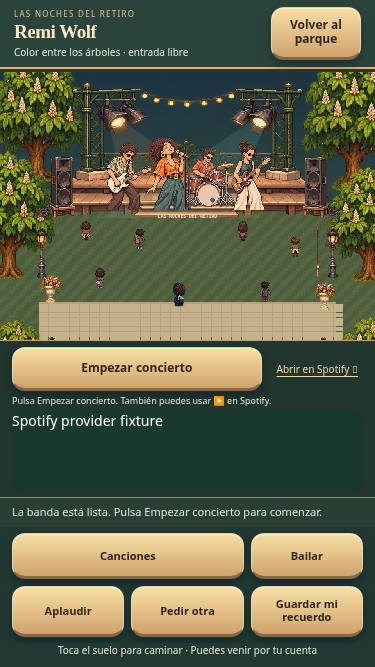 LAS NOCHES DEL RETIRO
Remi Wolf
Color entre los árboles · entrada libre
Volver al
parque
LAS NOCHES DEL RETIRO
Empezar concierto
Abrir en Spotify
Pulsa Empezar concierto. También puedes usar ▶️ en Spotify.
Spotify provider fixture
La banda está lista. Pulsa Empezar concierto para comenzar.
Canciones
Bailar
Aplaudir
Pedir otra
Guardar mi
recuerdo
Toca el suelo para caminar · Puedes venir por tu cuenta